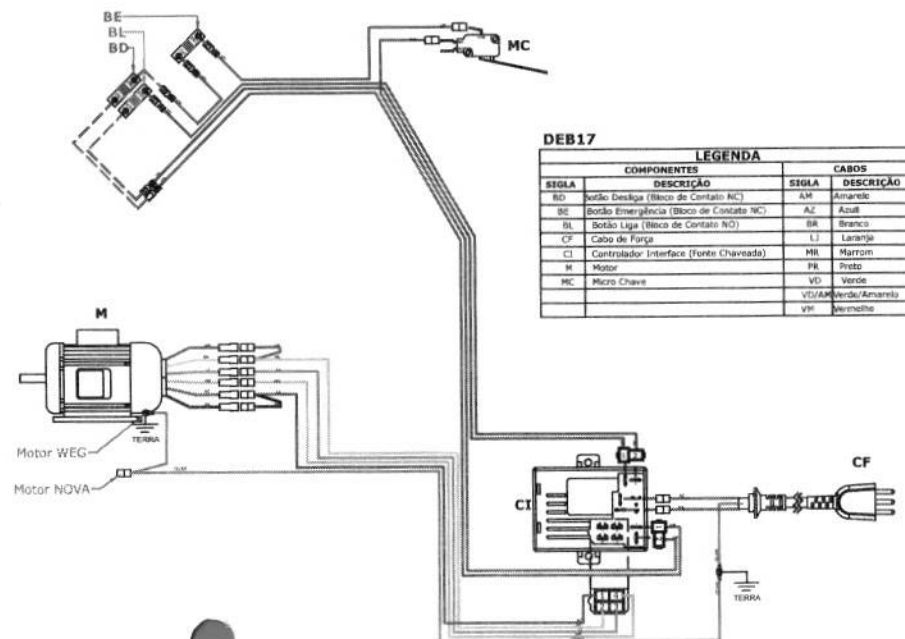 BE
BL
BD
MC
DEB17
LEGENDA
COMPONENTES CABOS
SIGLA DESCRIÇÃO SIGLA DESCRIÇÃO
BD Botão Desliga (Bloco de Contato NC) AM Amarelo
BE Botão Emergência (Bloco de Contato NC) AZ Azul
BL Botão Liga (Bloco de Contato NO) BR Branco
CF Cabo de Força LJ Laranja
CI Controlador Interface (Fonte Chaveada) MR Marrom
M Motor PR Preto
MC Micro Chave VD Verde
VD/AM Verde/Amarelo
VM Vermelho
M
TERRA
Motor WEG
Motor NOVA
CI
CF
TERRA